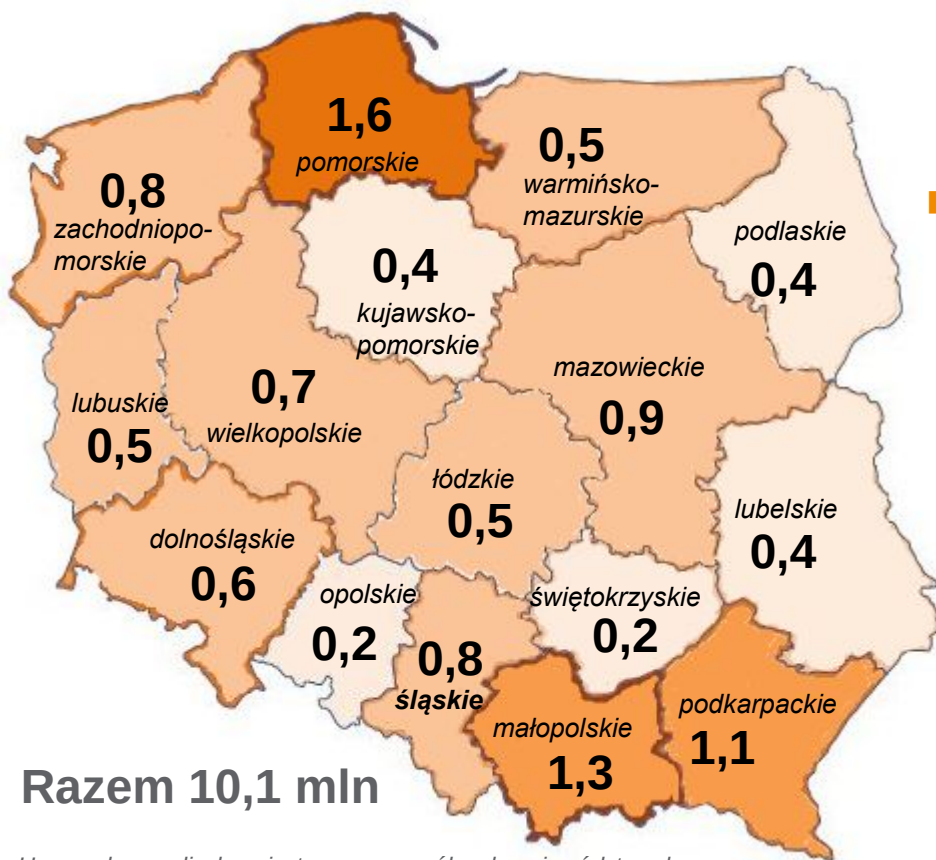 1,6
pomorskie
0,5
warmińsko-
mazurskie
0,8
zachodniopo-
morskie
podlaskie
0,4
0,4
kujawsko-
pomorskie
mazowieckie
0,9
0,7
wielkopolskie
lubuskie
0,5
łódzkie
0,5
lubelskie
0,4
dolnośląskie
0,6
opolskie
0,2
świętokrzyskie
0,2
0,8
śląskie
małopolskie
1,3
podkarpackie
1,1
Razem 10,1 mln